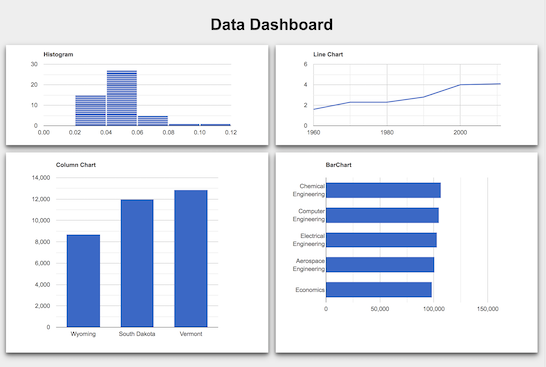 Data Dashboard
Histogram
30
20
10
0
0.00 0.02 0.04 0.06 0.08 0.10 0.12
Line Chart
6
4
2
0
1960 1980 2000
Column Chart
14,000
12,000
10,000
8,000
6,000
4,000
2,000
0
Wyoming South Dakota Vermont
BarChart
Chemical
Engineering
Computer
Engineering
Electrical
Engineering
Aerospace
Engineering
Economics
0 50,000 100,000 150,000